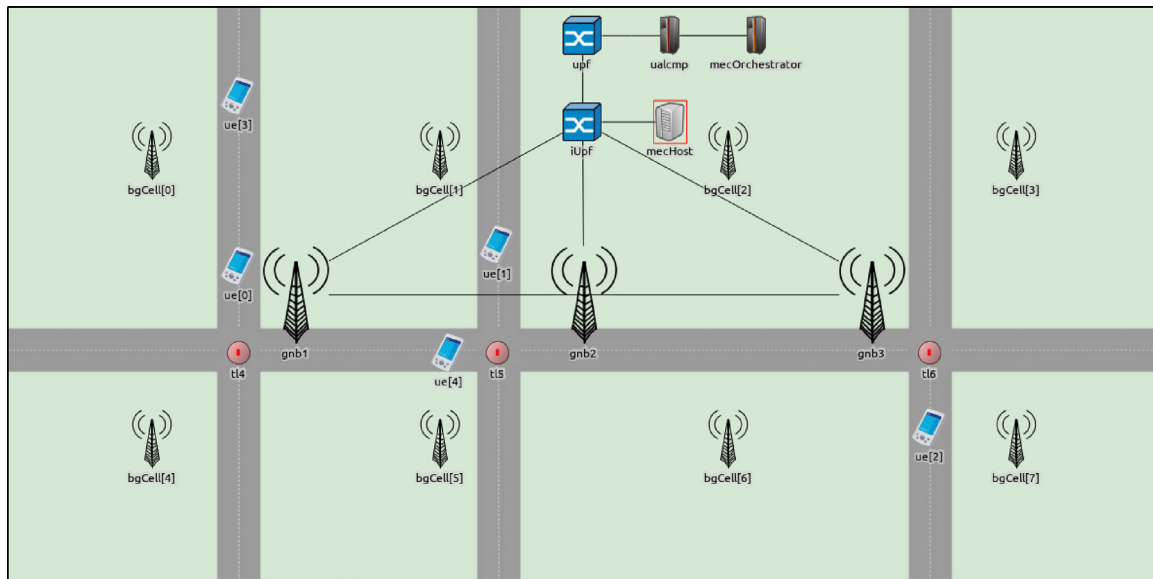 upf
ualcmp
mecOrchestrator
ue[3]
iUpf
mecHost
bgCell[0]
bgCell[1]
bgCell[2]
bgCell[3]
ue[1]
ue[0]
gnb1
gnb2
gnb3
tl4
ue[4]
tl5
tl6
ue[2]
bgCell[4]
bgCell[5]
bgCell[6]
bgCell[7]